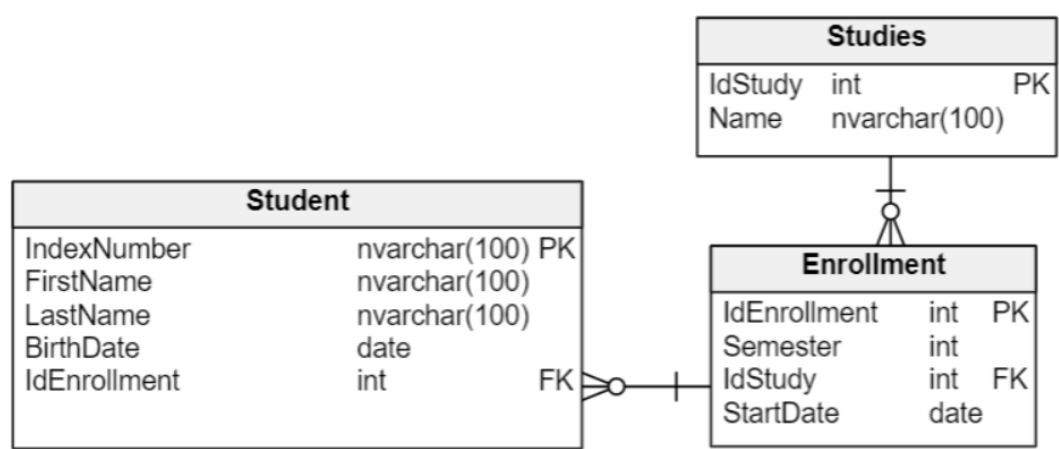 Studies
IdStudy int PK
Name nvarchar(100)
Student
IndexNumber nvarchar(100) PK
FirstName nvarchar(100)
LastName nvarchar(100)
BirthDate date
IdEnrollment int FK
Enrollment
IdEnrollment int PK
Semester int
IdStudy int FK
StartDate date